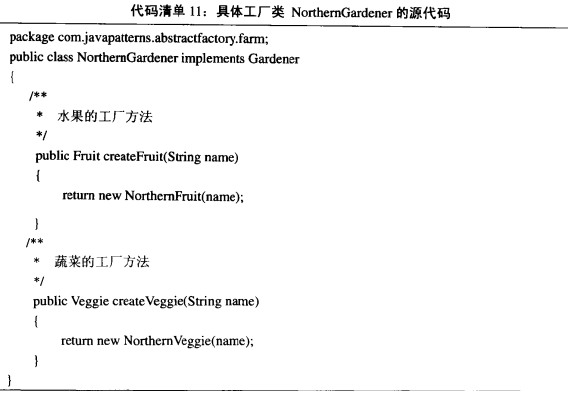 代码清单 11：具体工厂类 NorthernGardener 的源代码
package com.javapatterns.abstractfactory.farm;
public class NorthernGardener implements Gardener
{
/**
* 水果的工厂方法
*/
public Fruit createFruit(String name)
{
return new NorthernFruit(name);
}
/**
* 蔬菜的工厂方法
*/
public Veggie createVeggie(String name)
{
return new NorthernVeggie(name);
}
}